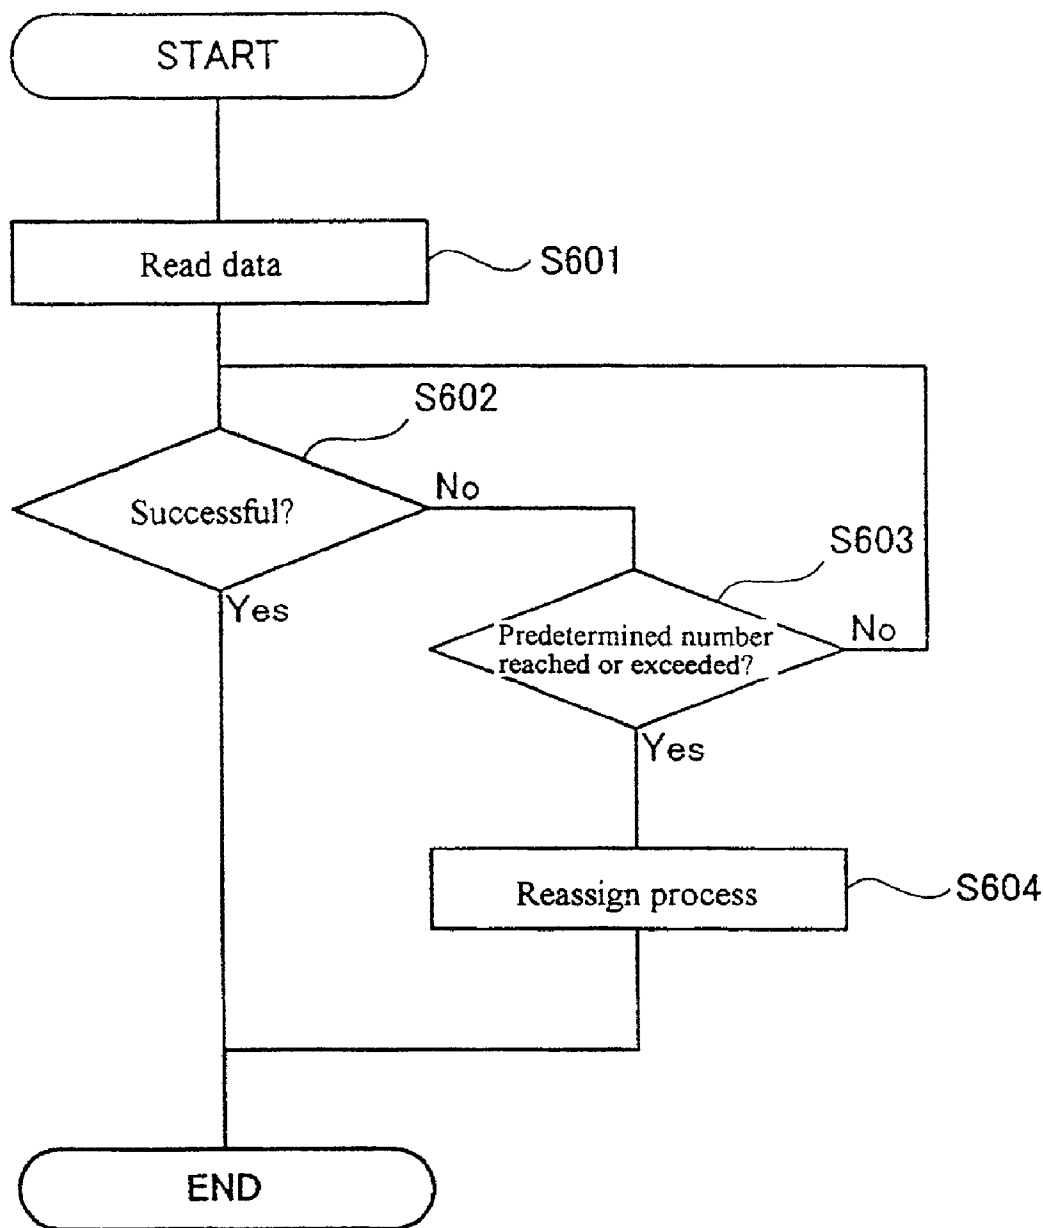 START
Read data
S601
S602
No
Successful?
Yes
S603
Predetermined number
reached or exceeded?
No
Yes
Reassign process
S604
END